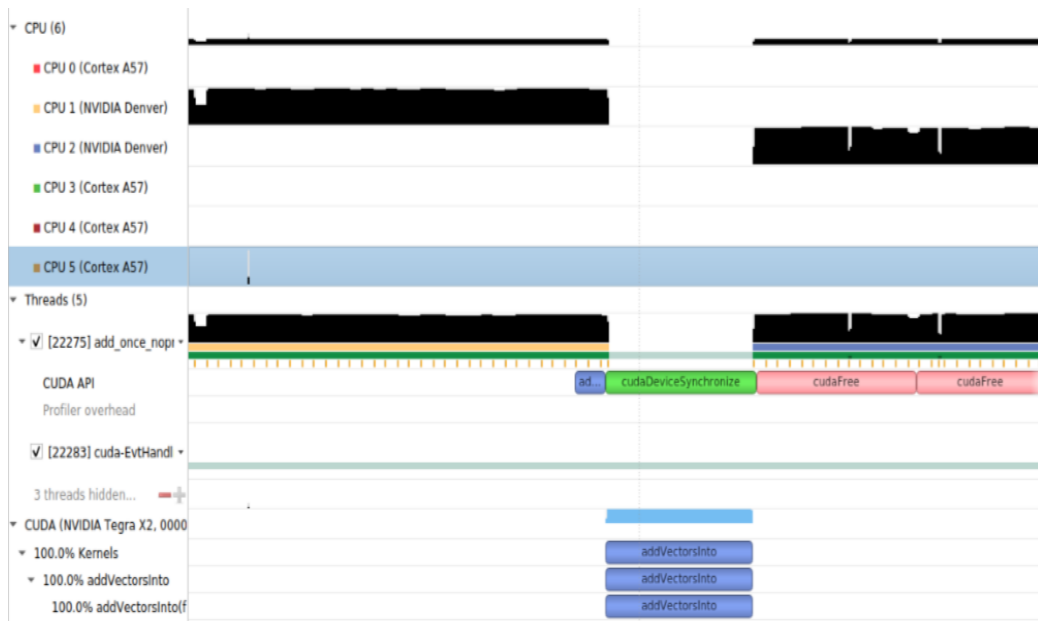 CPU (6)
CPU 0 (Cortex A57)
CPU 1 (NVIDIA Denver)
CPU 2 (NVIDIA Denver)
CPU 3 (Cortex A57)
CPU 4 (Cortex A57)
CPU 5 (Cortex A57)
Threads (5)
[22275] add_once_nopr
CUDA API ad... cudaDeviceSynchronize cudaFree cudaFree
Profiler overhead
[22283] cuda-EvtHandl
3 threads hidden...
CUDA (NVIDIA Tegra X2, 0000
100.0% Kernels addVectorsInto
100.0% addVectorsInto addVectorsInto
100.0% addVectorsInto(f addVectorsInto